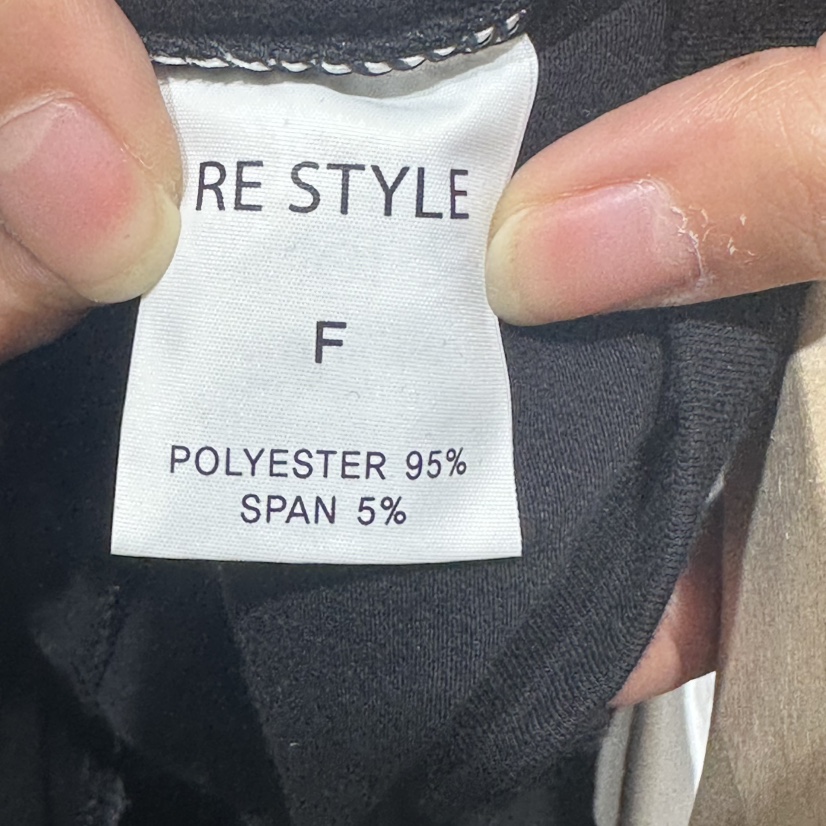 RE STYLE
F
POLYESTER 95%
SPAN 5%